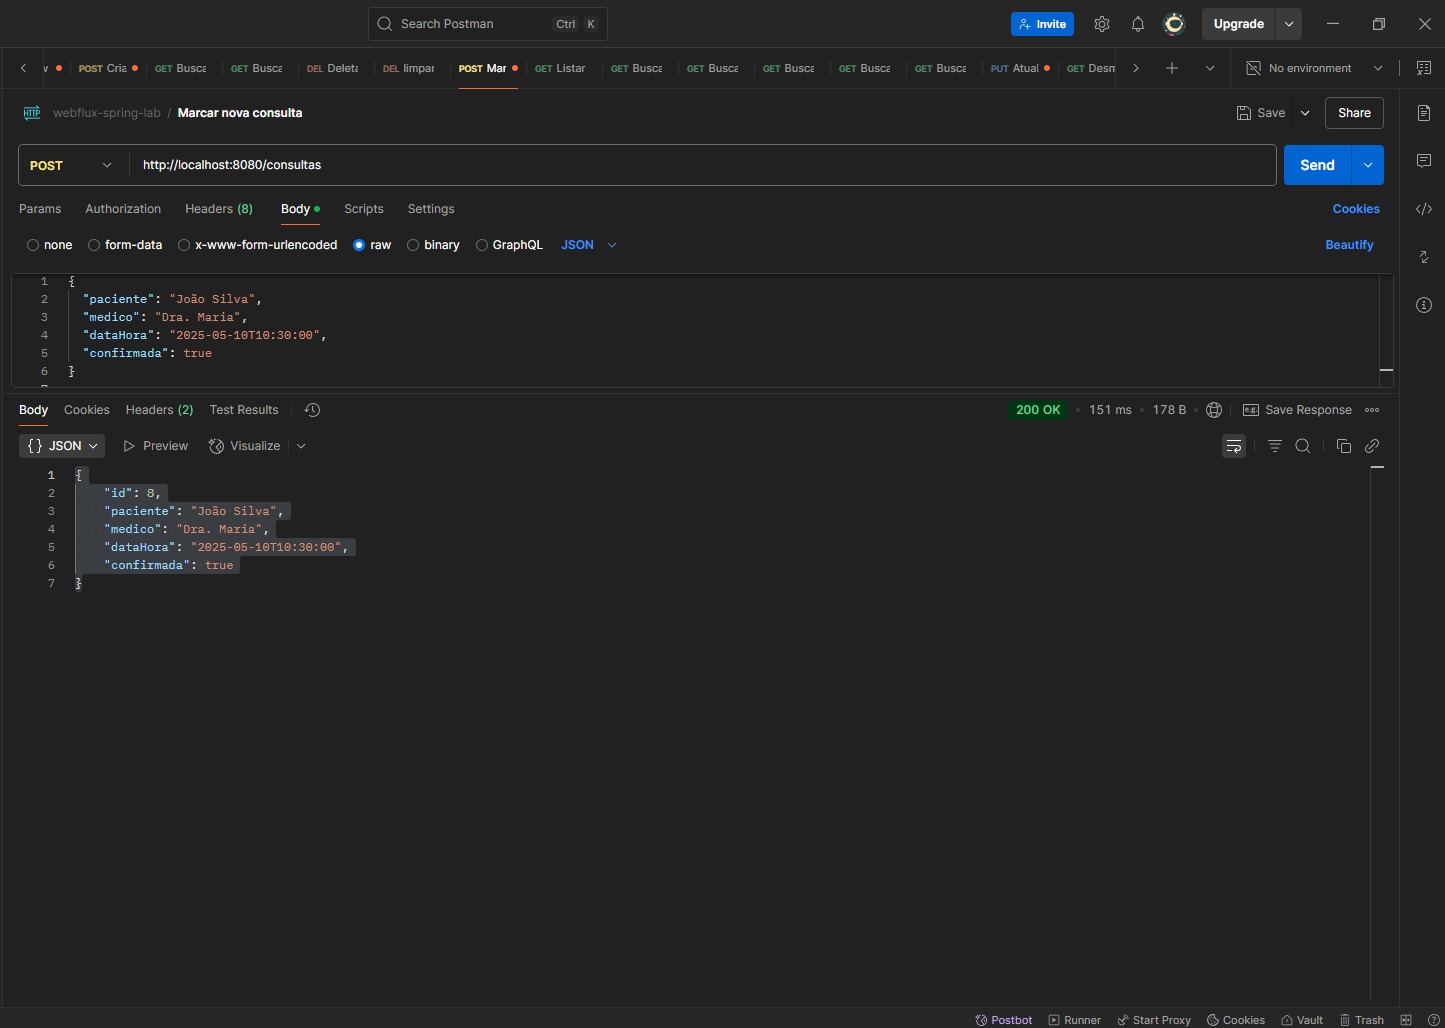 Search Postman Ctrl K Invite Upgrade
POST Cria GET Busca GET Busca DEL Deleta DEL limpar POST Mar GET Listar GET Busca GET Busca GET Busca GET Busca GET Busca PUT Atual GET Desm No environment
HTTP webflux-spring-lab / Marcar nova consulta Save Share
POST http://localhost:8080/consultas Send
Params Authorization Headers (8) Body Scripts Settings Cookies
none form-data x-www-form-urlencoded raw binary GraphQL JSON Beautify
1 {
2 "paciente": "João Silva",
3 "medico": "Dra. Maria",
4 "dataHora": "2025-05-10T10:30:00",
5 "confirmada": true
6 }
Body Cookies Headers (2) Test Results 200 OK • 151 ms • 178 B e.g. Save Response
{} JSON Preview Visualize
1 {
2 "id": 8,
3 "paciente": "João Silva",
4 "medico": "Dra. Maria",
5 "dataHora": "2025-05-10T10:30:00",
6 "confirmada": true
7 }
Postbot Runner Start Proxy Cookies Vault Trash